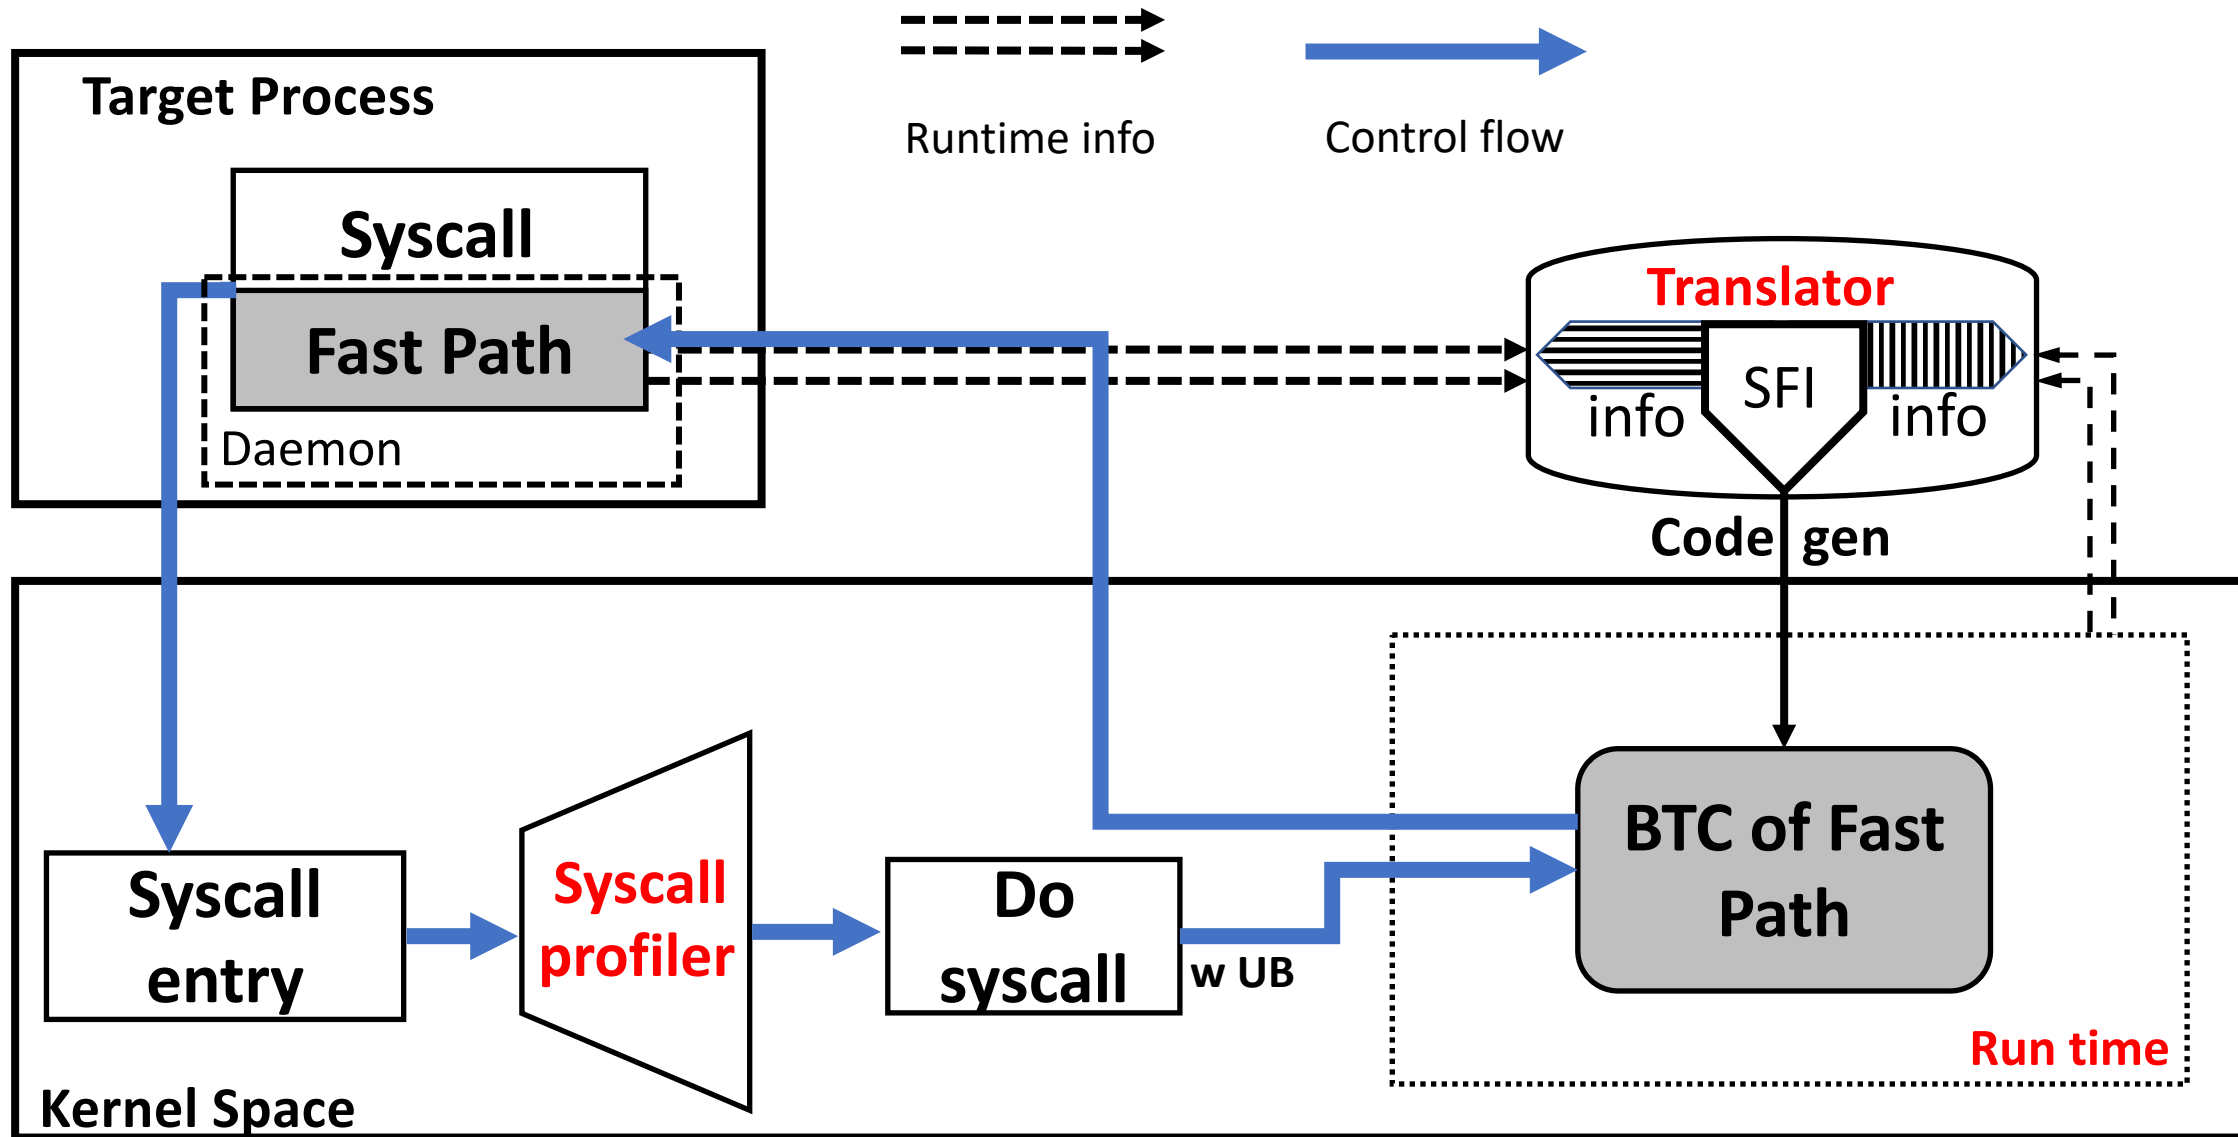 Target Process
Runtime info
Control flow
Syscall
Fast Path
Daemon
Translator
SFI
info
info
Code gen
Syscall
entry
Syscall
profiler
Do
syscall
w UB
BTC of Fast
Path
Run time
Kernel Space